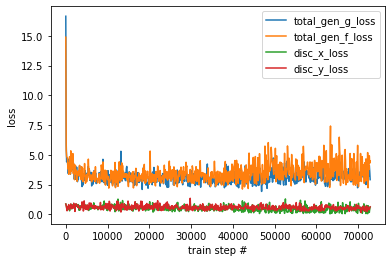 total_gen_g_loss
total_gen_f_loss
disc_x_loss
disc_y_loss
15.0
12.5
10.0
7.5
5.0
2.5
0.0
loss
0 10000 20000 30000 40000 50000 60000 70000
train step #